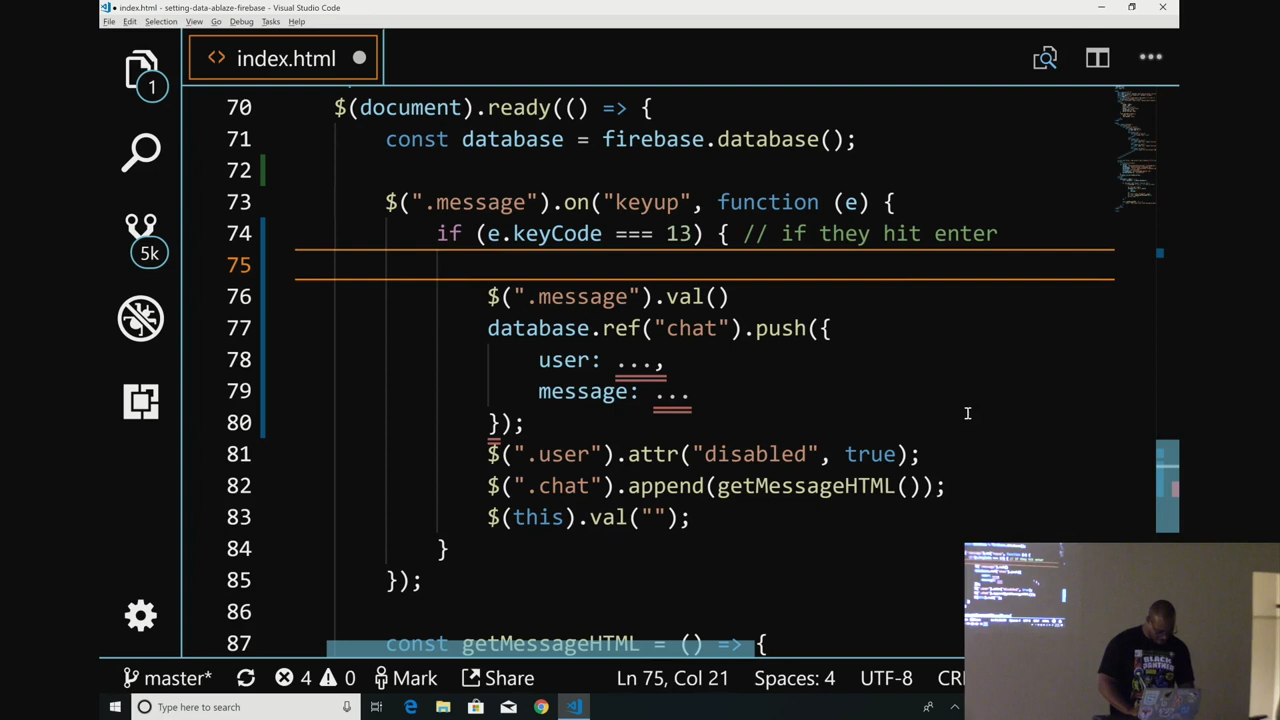 index.html - setting-data-ablaze-firebase - Visual Studio Code
File Edit Selection View Go Debug Tasks Help
<> index.html
1
5k
70 $(document).ready(() => {
71 const database = firebase.database();
72
73 $(".message").on("keyup", function (e) {
74 if (e.keyCode === 13) { // if they hit enter
75
76 $(".message").val()
77 database.ref("chat").push({
78 user: ...,
79 message: ...
80 });
81 $(".user").attr("disabled", true);
82 $(".chat").append(getMessageHTML());
83 $(this).val("");
84 }
85 });
86
87 const getMessageHTML = () => {
master* 4 0 Mark Share Ln 75, Col 21 Spaces: 4 UTF-8
Type here to search
BLACK PANTHER